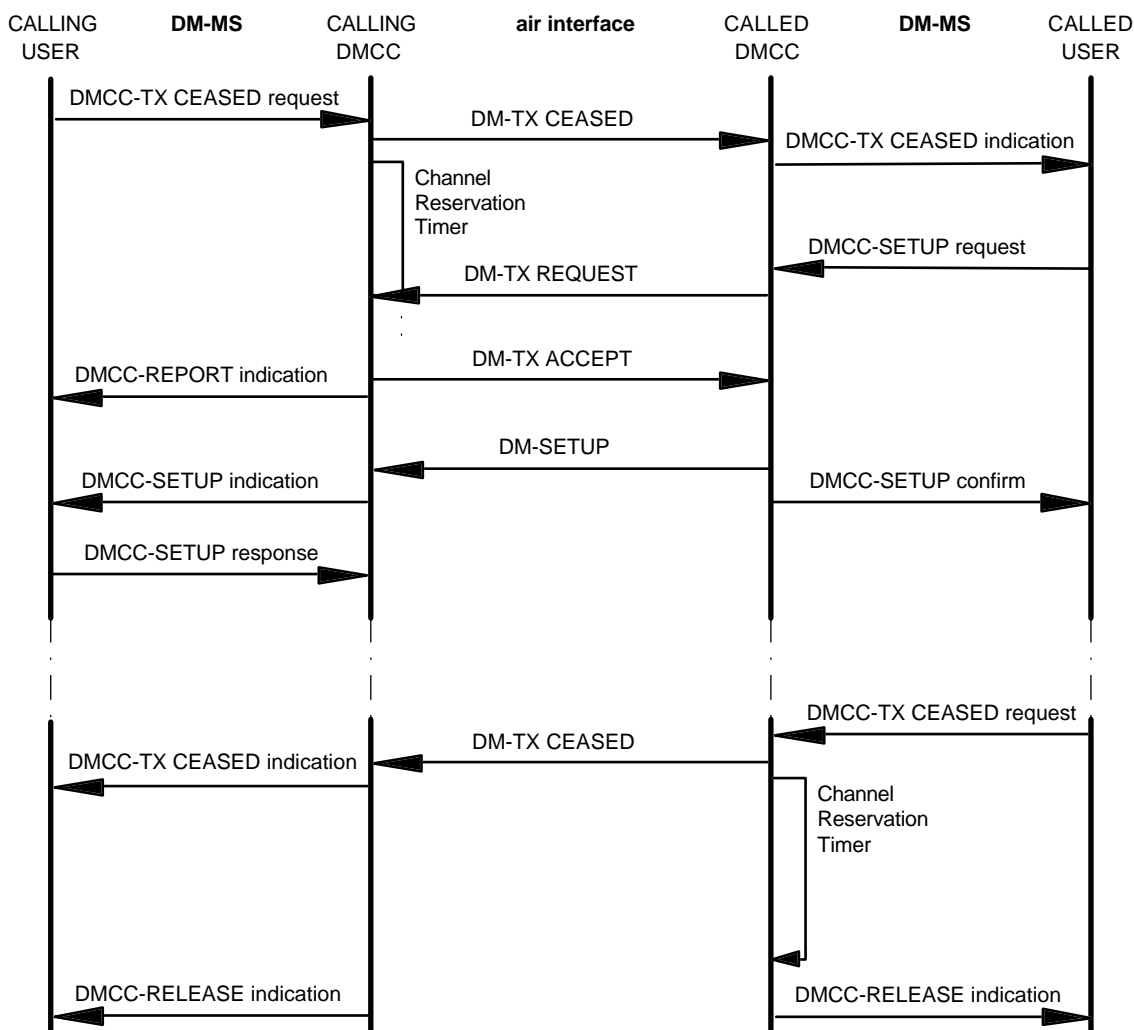 CALLING USER
DM-MS
CALLING DMCC
air interface
CALLED DMCC
DM-MS
CALLED USER
DMCC-TX CEASED request
DM-TX CEASED
DMCC-TX CEASED indication
Channel
Reservation
Timer
DMCC-SETUP request
DM-TX REQUEST
DM-TX ACCEPT
DMCC-REPORT indication
DM-SETUP
DMCC-SETUP indication
DMCC-SETUP confirm
DMCC-SETUP response
DMCC-TX CEASED request
DM-TX CEASED
DMCC-TX CEASED indication
Channel
Reservation
Timer
DMCC-RELEASE indication
DMCC-RELEASE indication